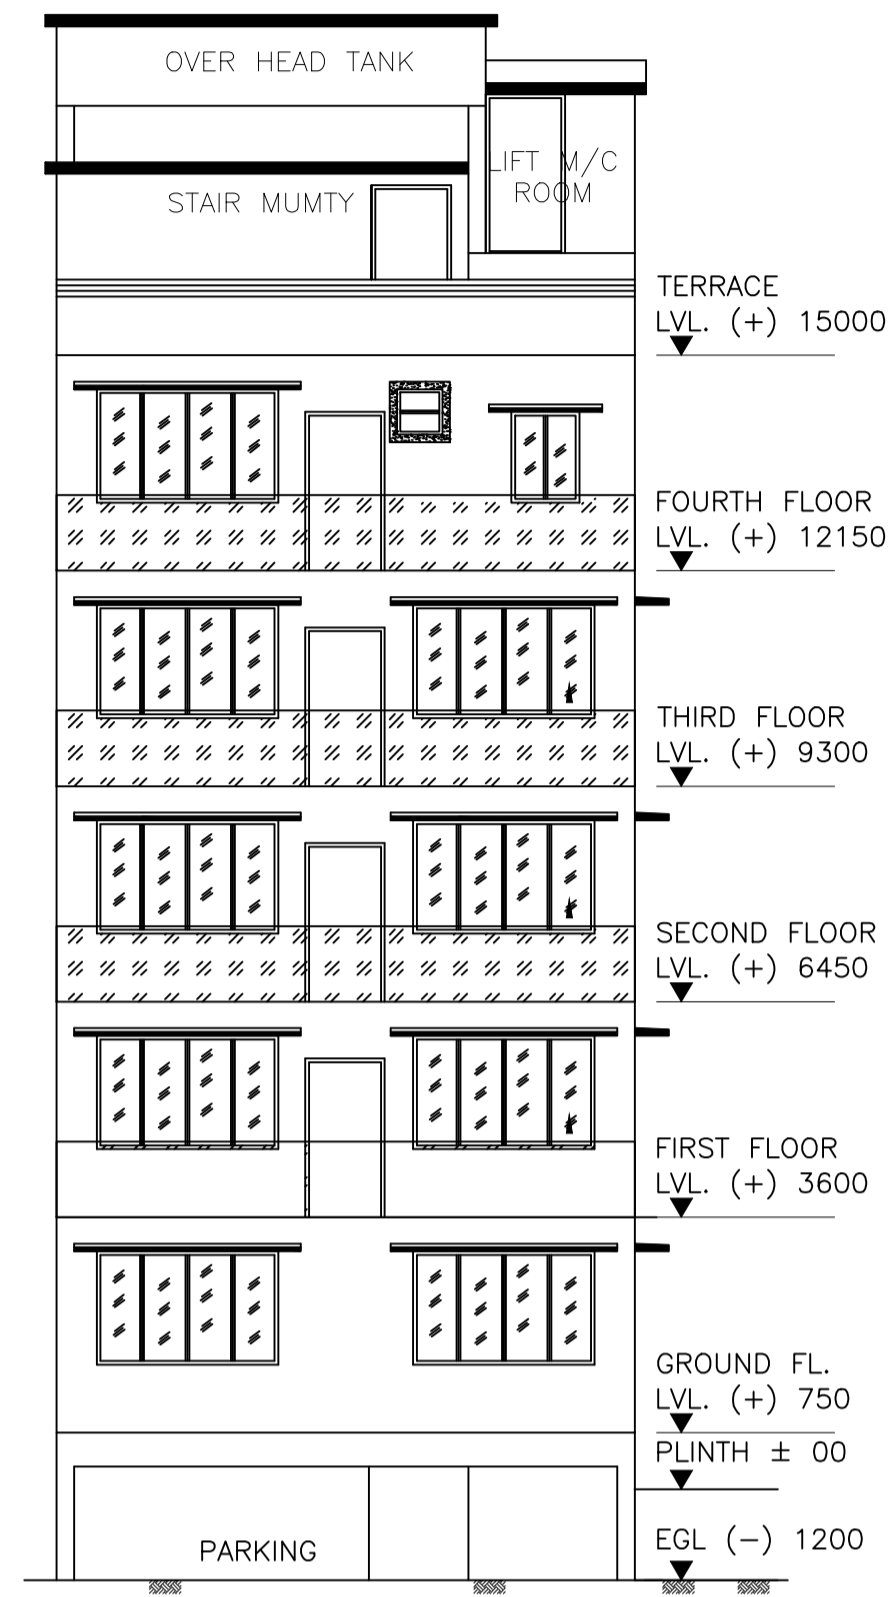 OVER HEAD TANK
LIFT M/C
ROOM
STAIR MUMTY
TERRACE
LVL. (+) 15000
FOURTH FLOOR
LVL. (+) 12150
THIRD FLOOR
LVL. (+) 9300
SECOND FLOOR
LVL. (+) 6450
FIRST FLOOR
LVL. (+) 3600
GROUND FL.
LVL. (+) 750
PLINTH ± 00
EGL (-) 1200
PARKING